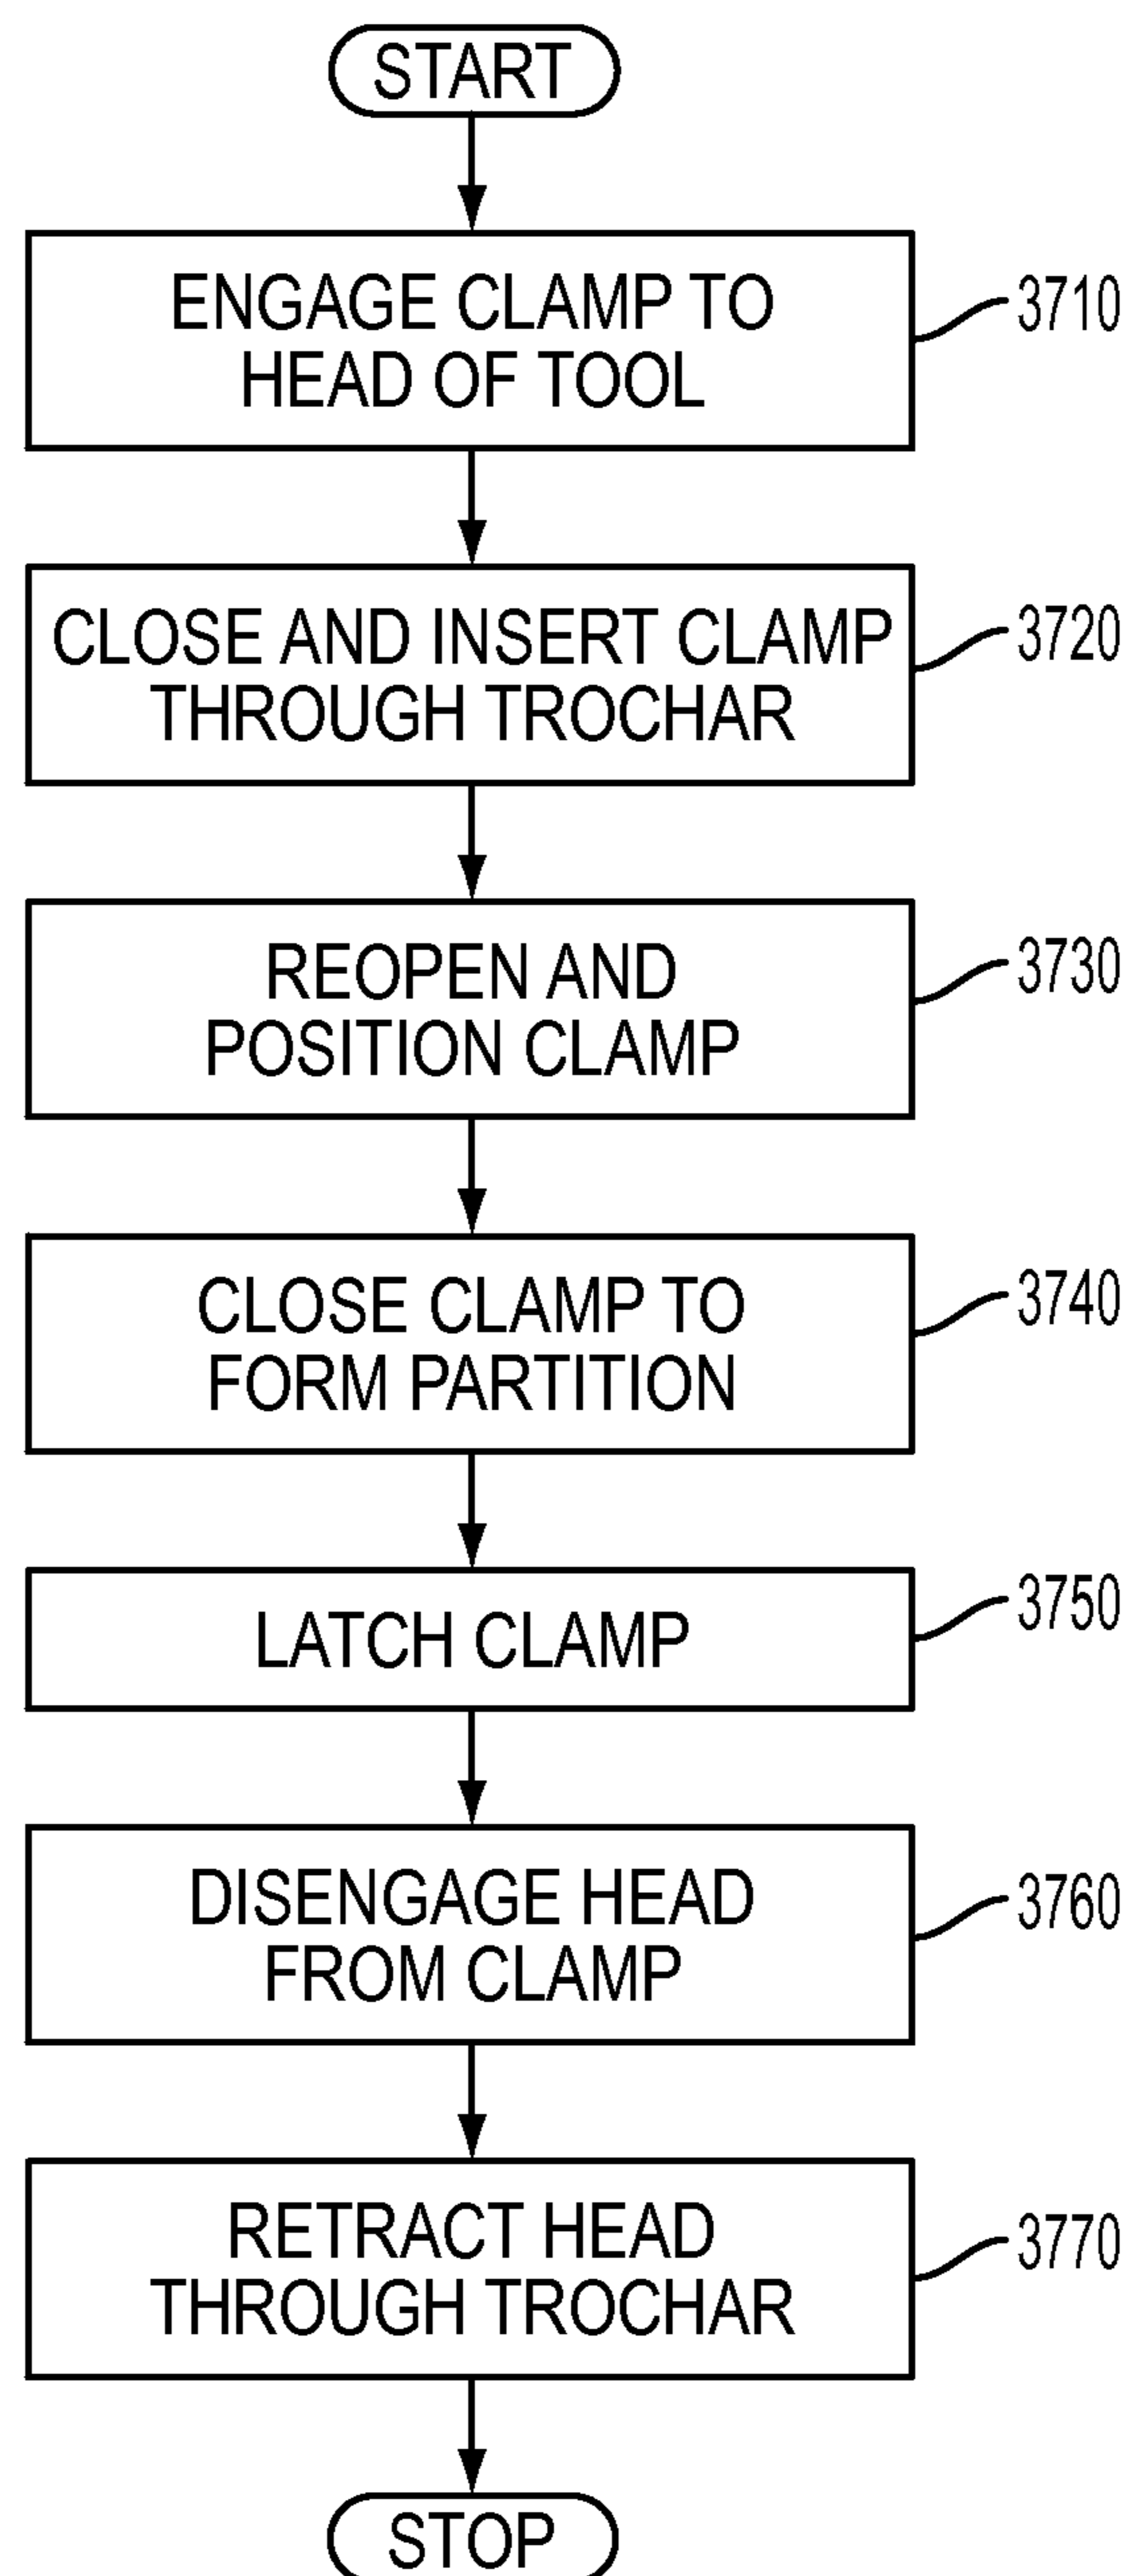 START
ENGAGE CLAMP TO
HEAD OF TOOL
3710
CLOSE AND INSERT CLAMP
THROUGH TROCHAR
3720
REOPEN AND
POSITION CLAMP
3730
CLOSE CLAMP TO
FORM PARTITION
3740
LATCH CLAMP
3750
DISENGAGE HEAD
FROM CLAMP
3760
RETRACT HEAD
THROUGH TROCHAR
3770
STOP